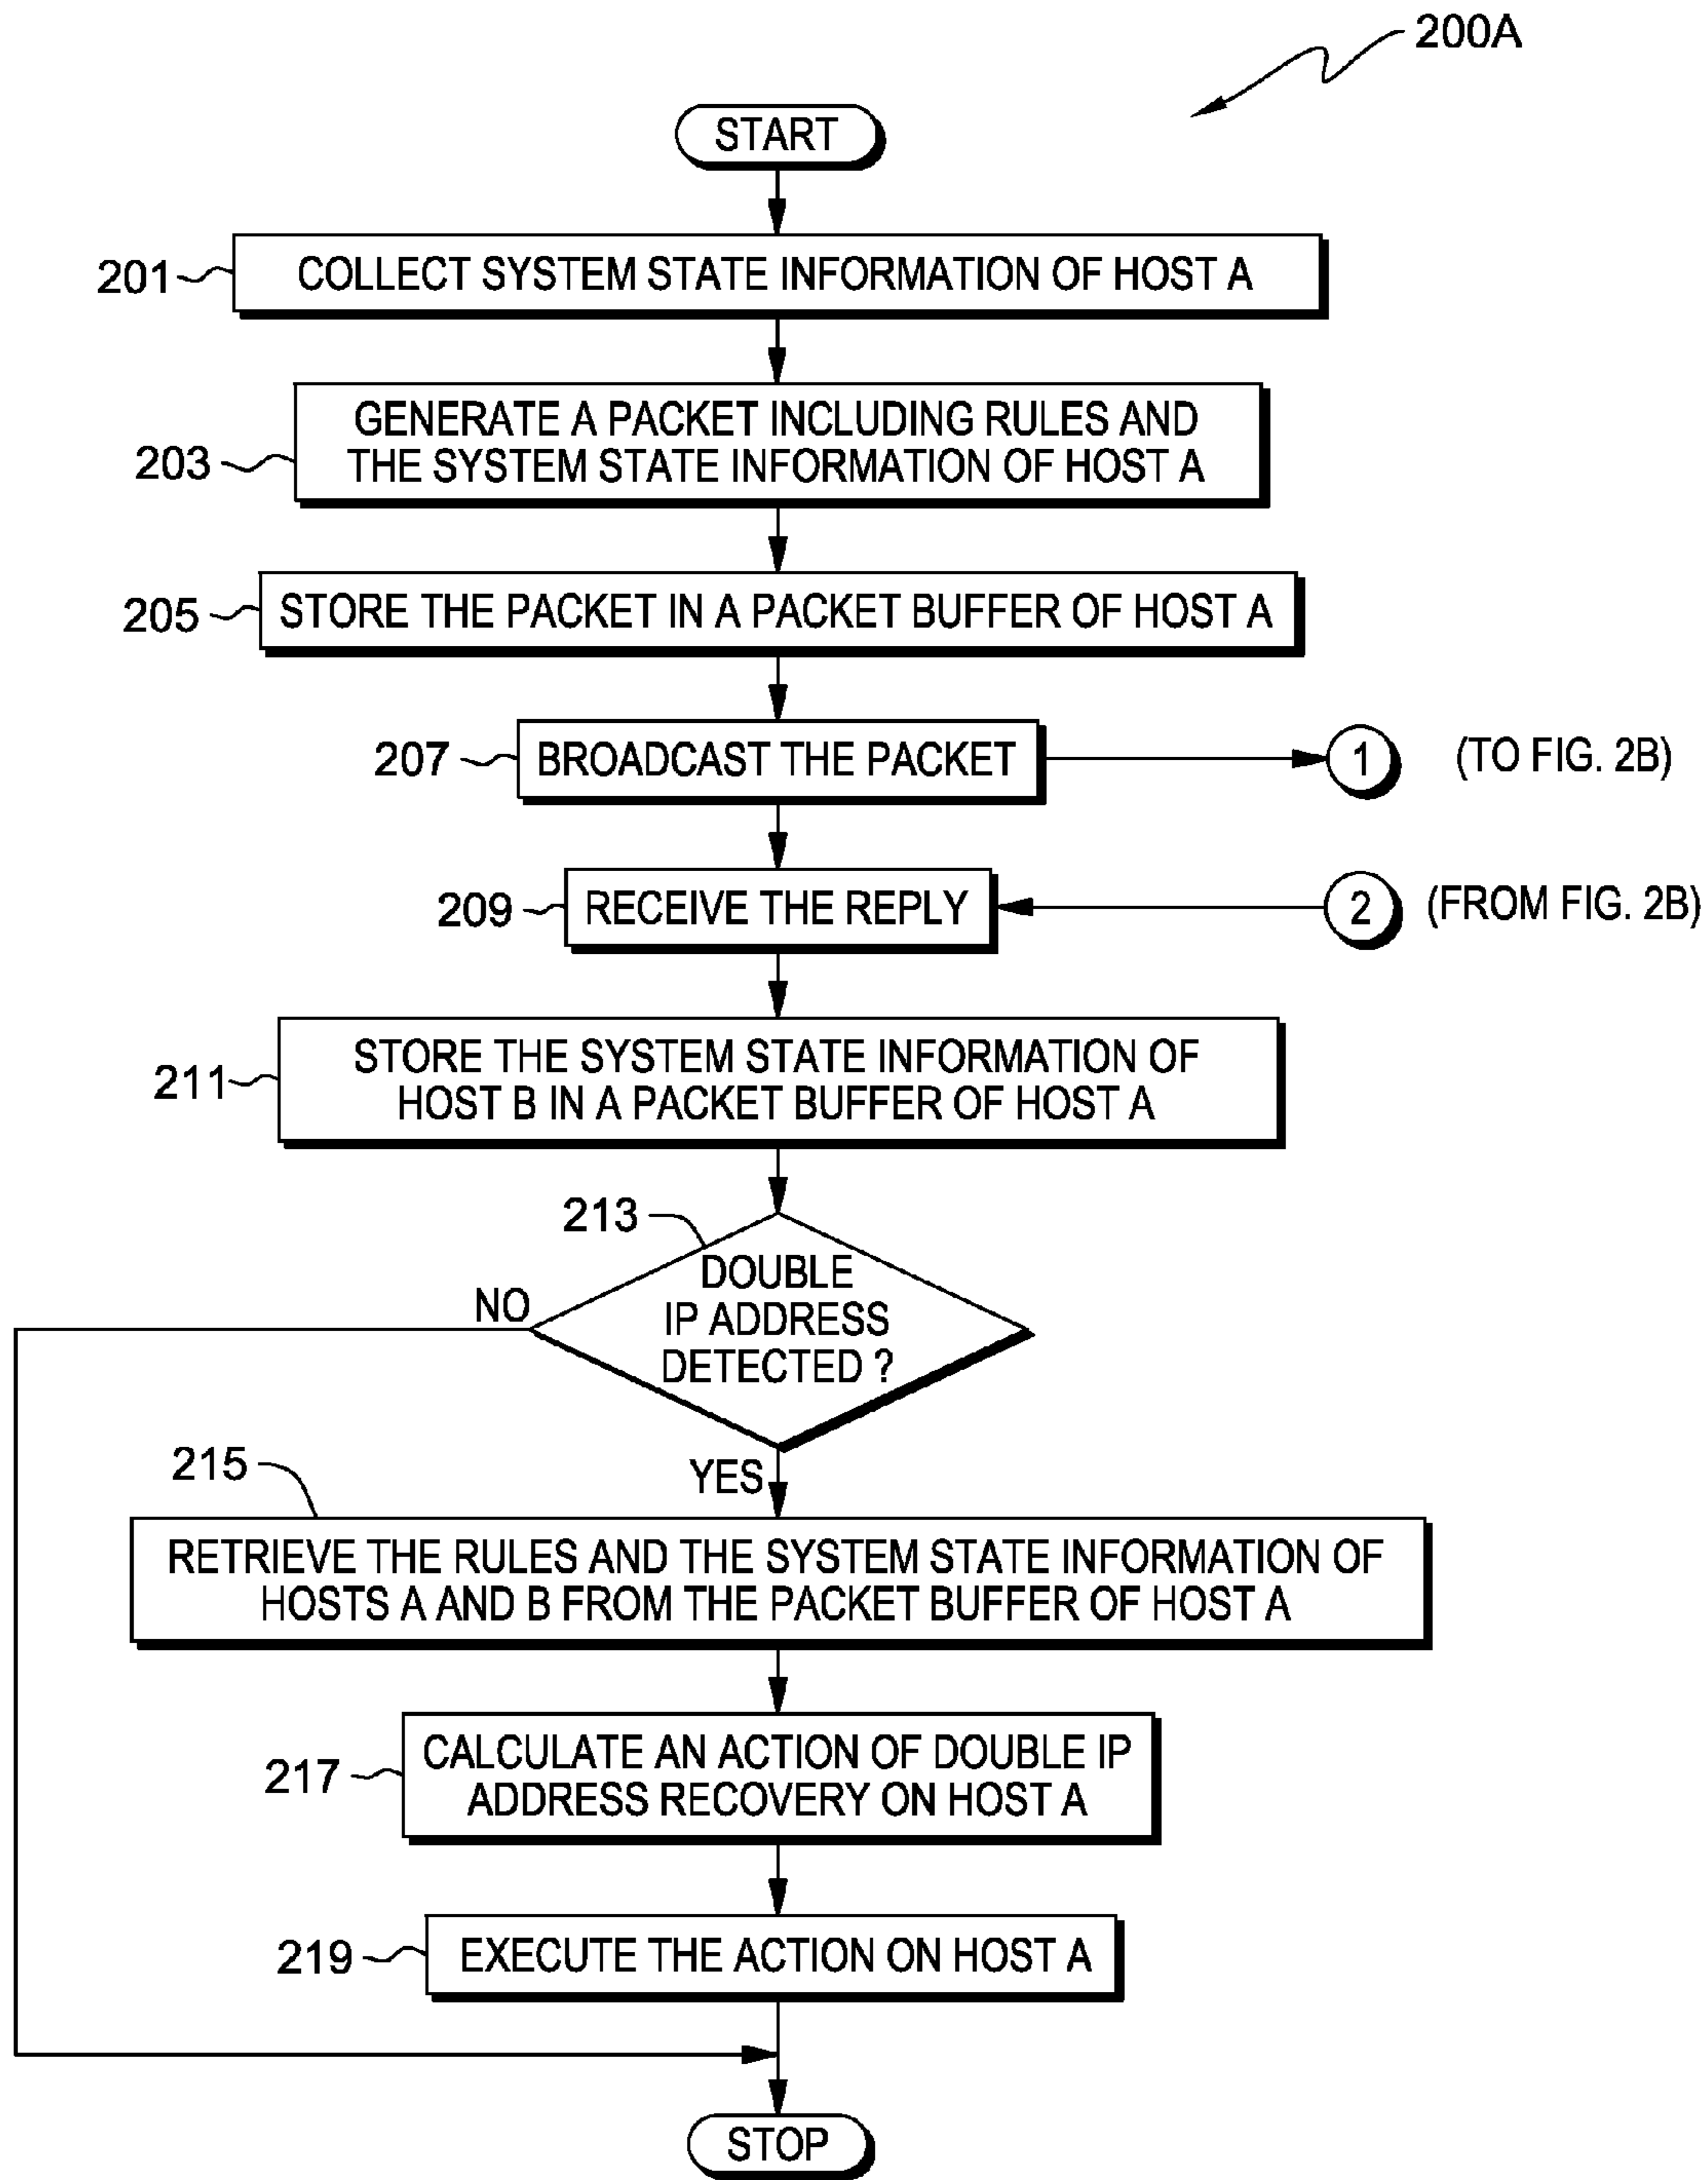 200A
START
201
COLLECT SYSTEM STATE INFORMATION OF HOST A
203
GENERATE A PACKET INCLUDING RULES AND
THE SYSTEM STATE INFORMATION OF HOST A
205
STORE THE PACKET IN A PACKET BUFFER OF HOST A
207
BROADCAST THE PACKET
1
(TO FIG. 2B)
209
RECEIVE THE REPLY
2
(FROM FIG. 2B)
211
STORE THE SYSTEM STATE INFORMATION OF
HOST B IN A PACKET BUFFER OF HOST A
213
DOUBLE
IP ADDRESS
DETECTED ?
NO
YES
215
RETRIEVE THE RULES AND THE SYSTEM STATE INFORMATION OF
HOSTS A AND B FROM THE PACKET BUFFER OF HOST A
217
CALCULATE AN ACTION OF DOUBLE IP
ADDRESS RECOVERY ON HOST A
219
EXECUTE THE ACTION ON HOST A
STOP